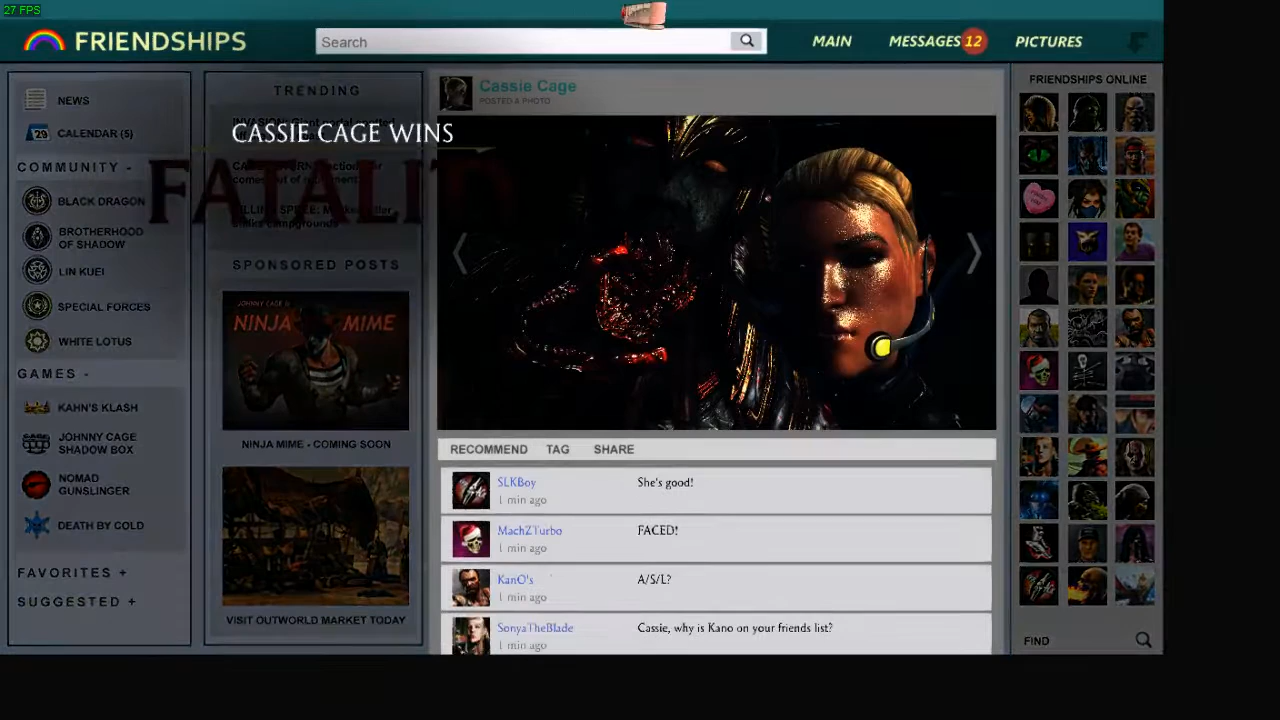 27 FPS
FRIENDSHIPS
Search
MAIN
MESSAGES 12
PICTURES
NEWS
29
CALENDAR (5)
COMMUNITY -
BLACK DRAGON
BROTHERHOOD
OF SHADOW
LIN KUEI
SPECIAL FORCES
WHITE LOTUS
GAMES -
KAHN'S KLASH
JOHNNY CAGE
SHADOW BOX
NOMAD
GUNSLINGER
DEATH BY COLD
FAVORITES +
SUGGESTED +
TRENDING
CASSIE CAGE WINS
SPONSORED POSTS
JOHNNY CAGE
NINJA MIME
NINJA MIME - COMING SOON
VISIT OUTWORLD MARKET TODAY
Cassie Cage
POSTED A PHOTO
RECOMMEND
TAG
SHARE
SLKBoy
She's good!
1 min ago
MachZTurbo
FACED!
1 min ago
KanO's
A/S/L?
1 min ago
SonyaTheBlade
Cassie, why is Kano on your friends list?
1 min ago
FRIENDSHIPS ONLINE
FIND